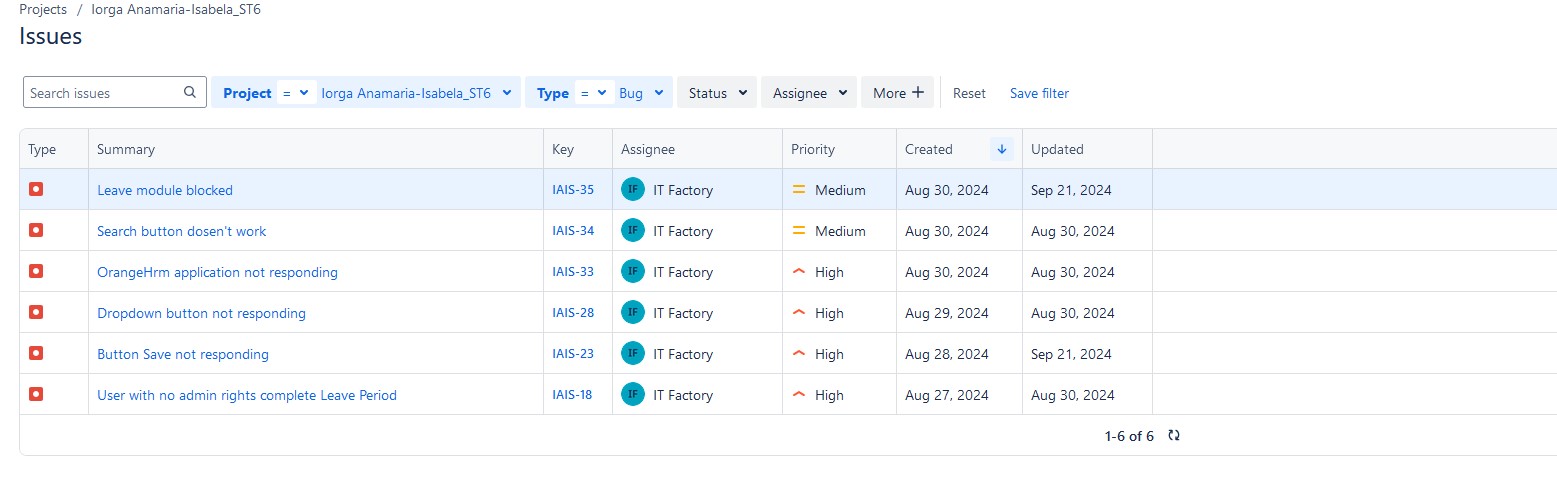 Projects / Iorga Anamaria-Isabela_ST6
Issues
Search issues Project = Iorga Anamaria-Isabela_ST6 Type = Bug Status Assignee More + Reset Save filter
Type Summary Key Assignee Priority Created Updated
Leave module blocked IAIS-35 IF IT Factory Medium Aug 30, 2024 Sep 21, 2024
Search button dosen't work IAIS-34 IF IT Factory Medium Aug 30, 2024 Aug 30, 2024
OrangeHrm application not responding IAIS-33 IF IT Factory High Aug 30, 2024 Aug 30, 2024
Dropdown button not responding IAIS-28 IF IT Factory High Aug 29, 2024 Aug 30, 2024
Button Save not responding IAIS-23 IF IT Factory High Aug 28, 2024 Sep 21, 2024
User with no admin rights complete Leave Period IAIS-18 IF IT Factory High Aug 27, 2024 Aug 30, 2024
1-6 of 6